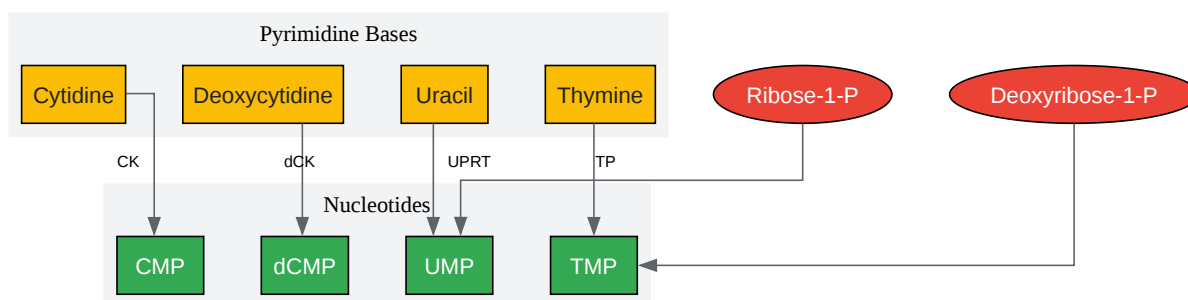 Pyrimidine Bases
Cytidine
Deoxycytidine
Uracil
Thymine
Ribose-1-P
Deoxyribose-1-P
CK
dCK
UPRT
TP
Nucleotides
CMP
dCMP
UMP
TMP